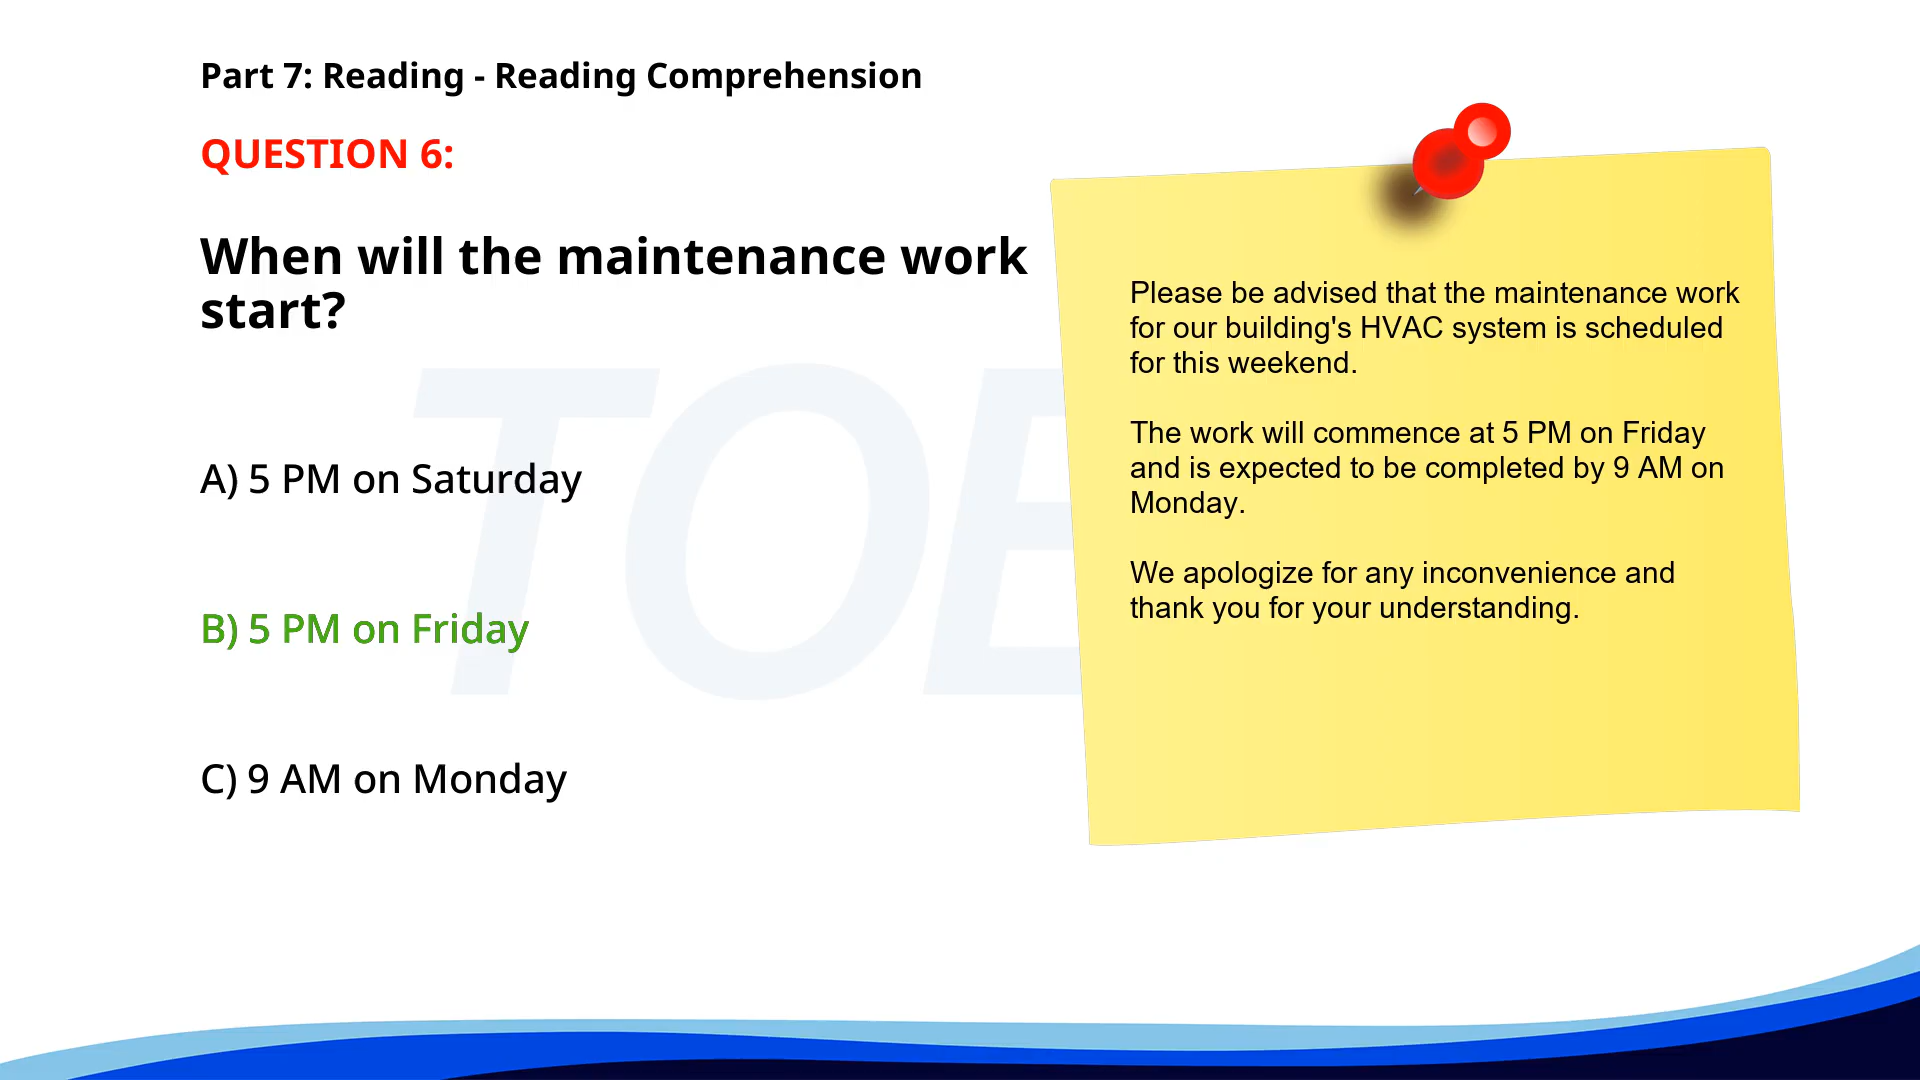 Part 7: Reading - Reading Comprehension
QUESTION 6:
When will the maintenance work
start?
A) 5 PM on Saturday
B) 5 PM on Friday
C) 9 AM on Monday
Please be advised that the maintenance work
for our building's HVAC system is scheduled
for this weekend.
The work will commence at 5 PM on Friday
and is expected to be completed by 9 AM on
Monday.
We apologize for any inconvenience and
thank you for your understanding.